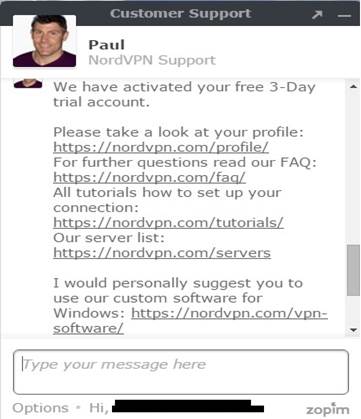 Customer Support
Paul
NordVPN Support
We have activated your free 3-Day
trial account.
Please take a look at your profile:
https://nordvpn.com/profile/
For further questions read our FAQ:
https://nordvpn.com/faq/
All tutorials how to set up your
connection:
https://nordvpn.com/tutorials/
Our server list:
https://nordvpn.com/servers
I would personally suggest you to
use our custom software for
Windows: https://nordvpn.com/vpn-
software/
Type your message here
Options • Hi,
zopim